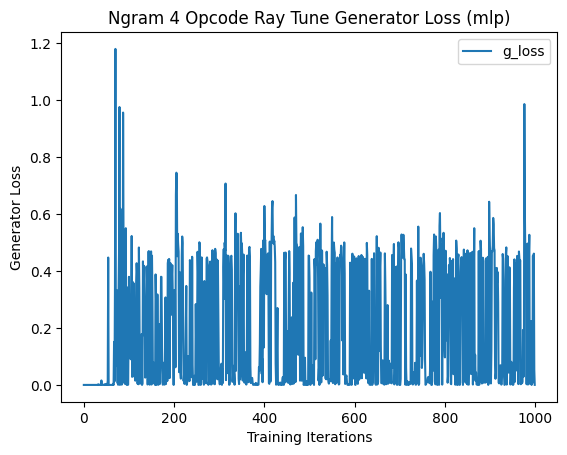 Ngram 4 Opcode Ray Tune Generator Loss (mlp)
g_loss
Generator Loss
1.2
1.0
0.8
0.6
0.4
0.2
0.0
0 200 400 600 800 1000
Training Iterations